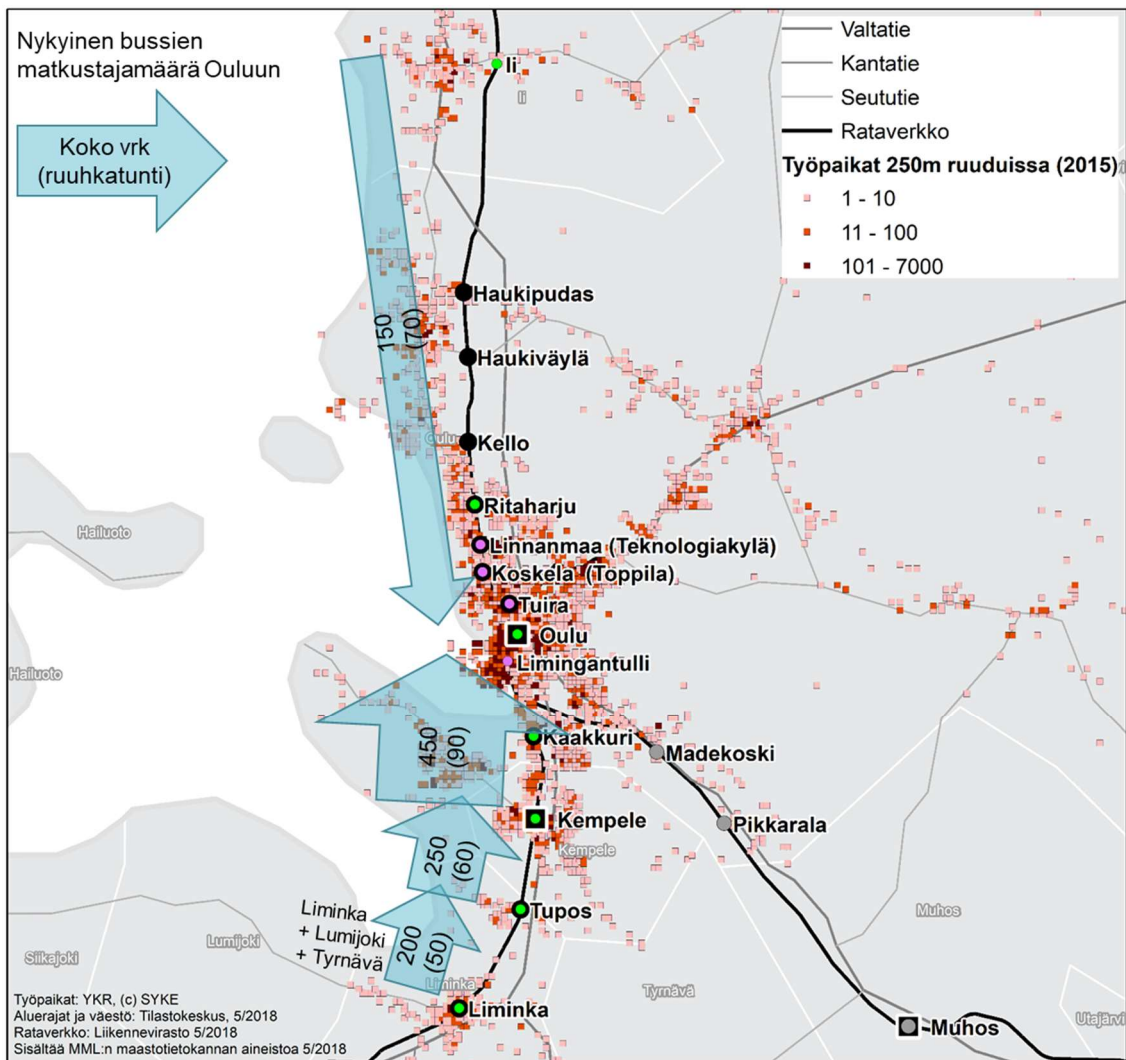 Nykyinen bussien
matkustajamäärä Ouluun
Koko vrk
(ruuhkatunti)
Valtatie
Kantatie
Seututie
Rataverkko
Työpaikat 250m ruuduissa (2015)
1 - 10
11 - 100
101 - 7000
Ii
Ii
150
(70)
Haukipudas
Haukiväylä
Kello
Ritaharju
Linnanmaa (Teknologiakylä)
Koskela (Toppila)
Tuira
Oulu
Limingantulli
Hailuoto
Hailuoto
450
(90)
Kaakkuri
Madekoski
Kempele
Kempele
Pikkarala
250
(60)
Tupos
Muhos
Liminka
+ Lumijoki
+ Tyrnävä
200
(50)
Lumijoki
Siikajoki
Liminka
Liminka
Tyrnävä
Muhos
Utajärvi
Työpaikat: YKR, (c) SYKE
Aluerajat ja väestö: Tilastokeskus, 5/2018
Rataverkko: Liikennevirasto 5/2018
Sisältää MML:n maastotietokannan aineistoa 5/2018